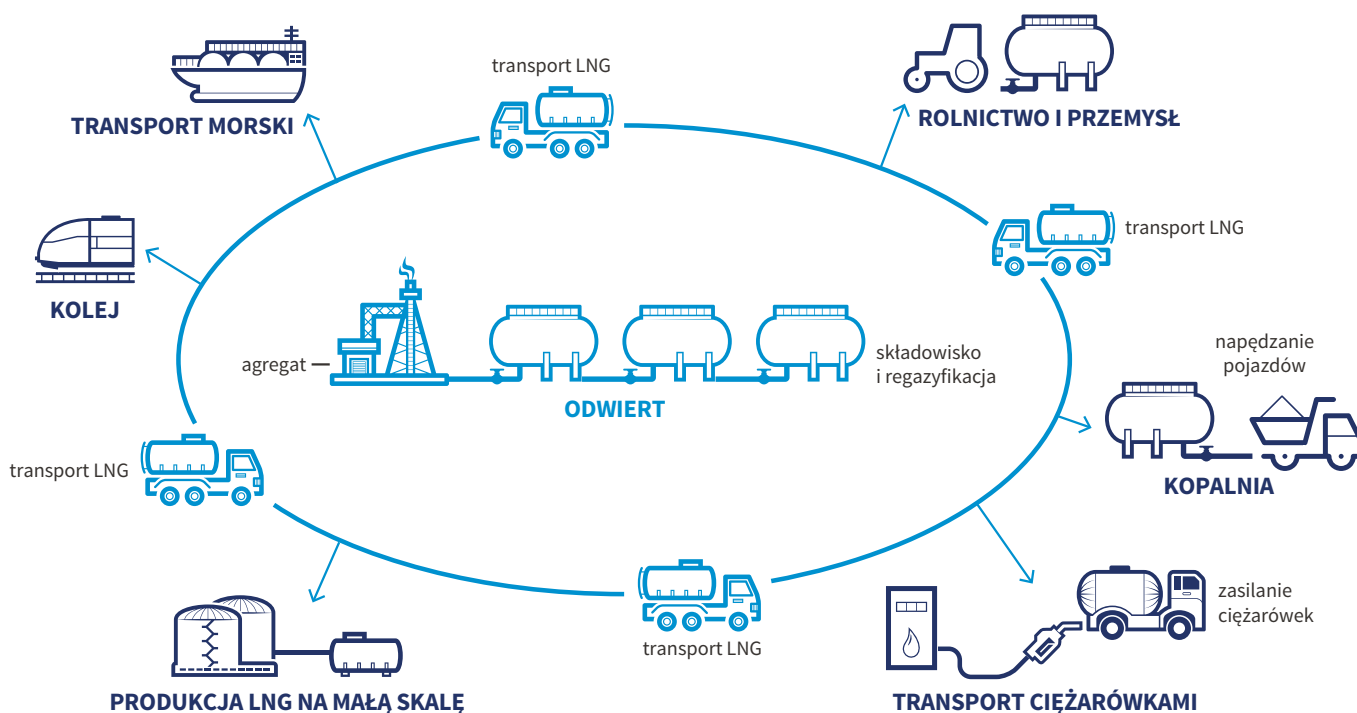 transport LNG
TRANSPORT MORSKI
ROLNICTWO I PRZEMYSŁ
transport LNG
KOLEJ
agregat
składowisko
i regazyfikacja
ODWIERT
napędzanie
pojazdów
KOPALNIA
transport LNG
zasilanie
ciężarówek
transport LNG
PRODUKCJA LNG NA MAŁĄ SKALĘ
TRANSPORT CIĘŻARÓWKAMI